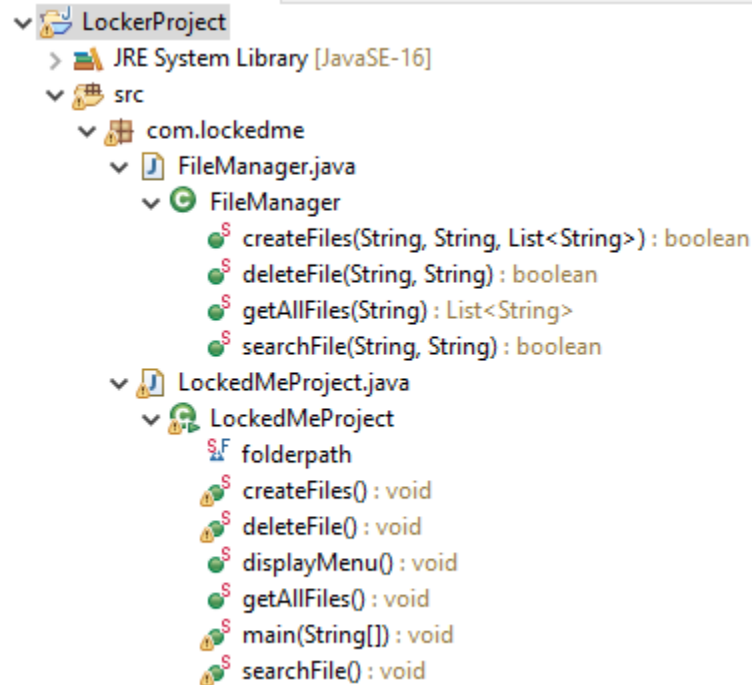 LockerProject
JRE System Library [JavaSE-16]
src
com.lockedme
FileManager.java
FileManager
createFiles(String, String, List<String>) : boolean
deleteFile(String, String) : boolean
getAllFiles(String) : List<String>
searchFile(String, String) : boolean
LockedMeProject.java
LockedMeProject
folderpath
createFiles() : void
deleteFile() : void
displayMenu() : void
getAllFiles() : void
main(String[]) : void
searchFile() : void